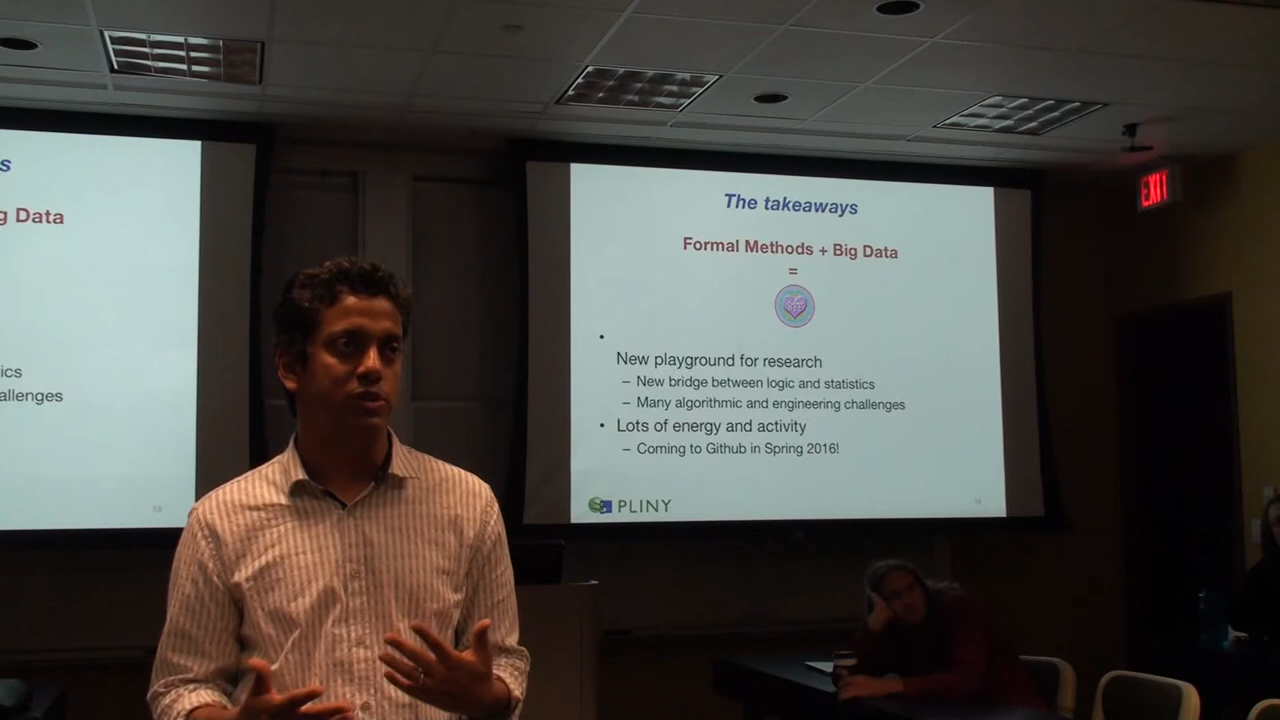 s
g Data
ics
allenges
18
The takeaways
Formal Methods + Big Data
=
New playground for research
– New bridge between logic and statistics
– Many algorithmic and engineering challenges
• Lots of energy and activity
– Coming to Github in Spring 2016!
PLINY
EXIT